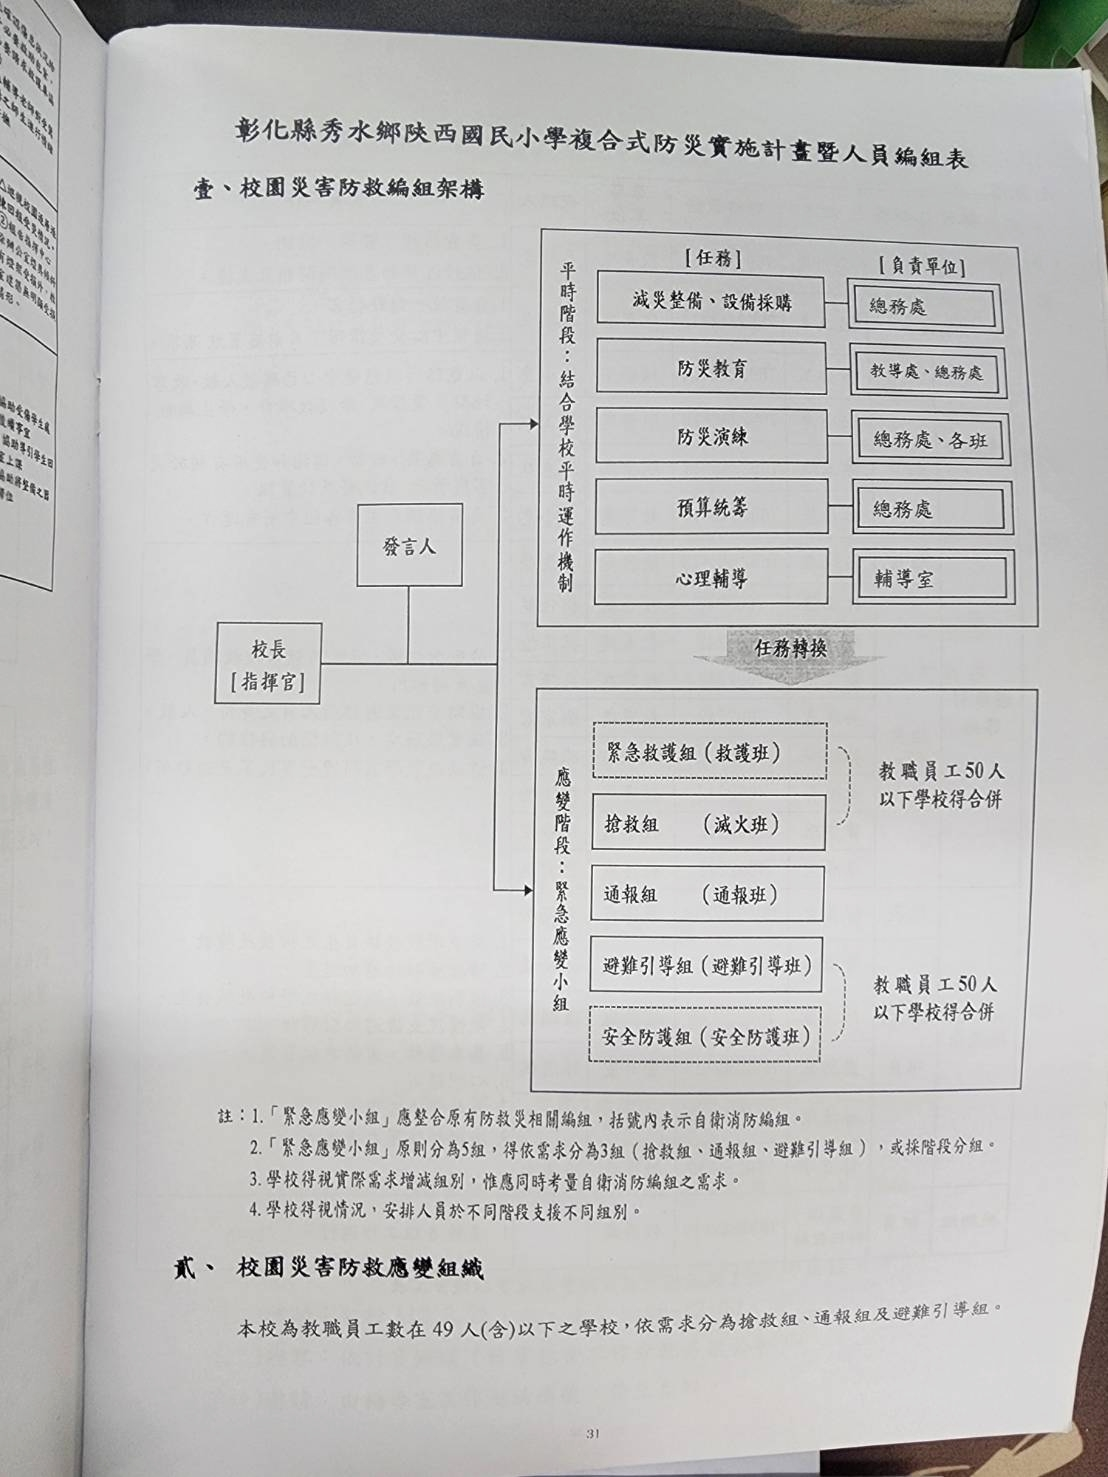 彰化縣秀水鄉陝西國民小學複合式防災實施計畫暨人員編組表
壹、校園災害防救編組架構
平時階段：結合學校平時運作機制
[任務]
[負責單位]
減災整備、設備採購
總務處
防災教育
教導處、總務處
防災演練
總務處、各班
預算統籌
總務處
心理輔導
輔導室
發言人
校長
[指揮官]
任務轉換
應變階段：緊急應變小組
緊急救護組（救護班）
搶救組　　（滅火班）
教職員工50人
以下學校得合併
通報組　　（通報班）
避難引導組（避難引導班）
安全防護組（安全防護班）
教職員工50人
以下學校得合併
註：1.「緊急應變小組」應整合原有防救災相關編組，括號內表示自衛消防編組。
2.「緊急應變小組」原則分為5組，得依需求分為3組（搶救組、通報組、避難引導組），或採階段分組。
3. 學校得視實際需求增減組別，惟應同時考量自衛消防編組之需求。
4. 學校得視情況，安排人員於不同階段支援不同組別。
貳、 校園災害防救應變組織
本校為教職員工數在 49 人(含)以下之學校，依需求分為搶救組、通報組及避難引導組。
31